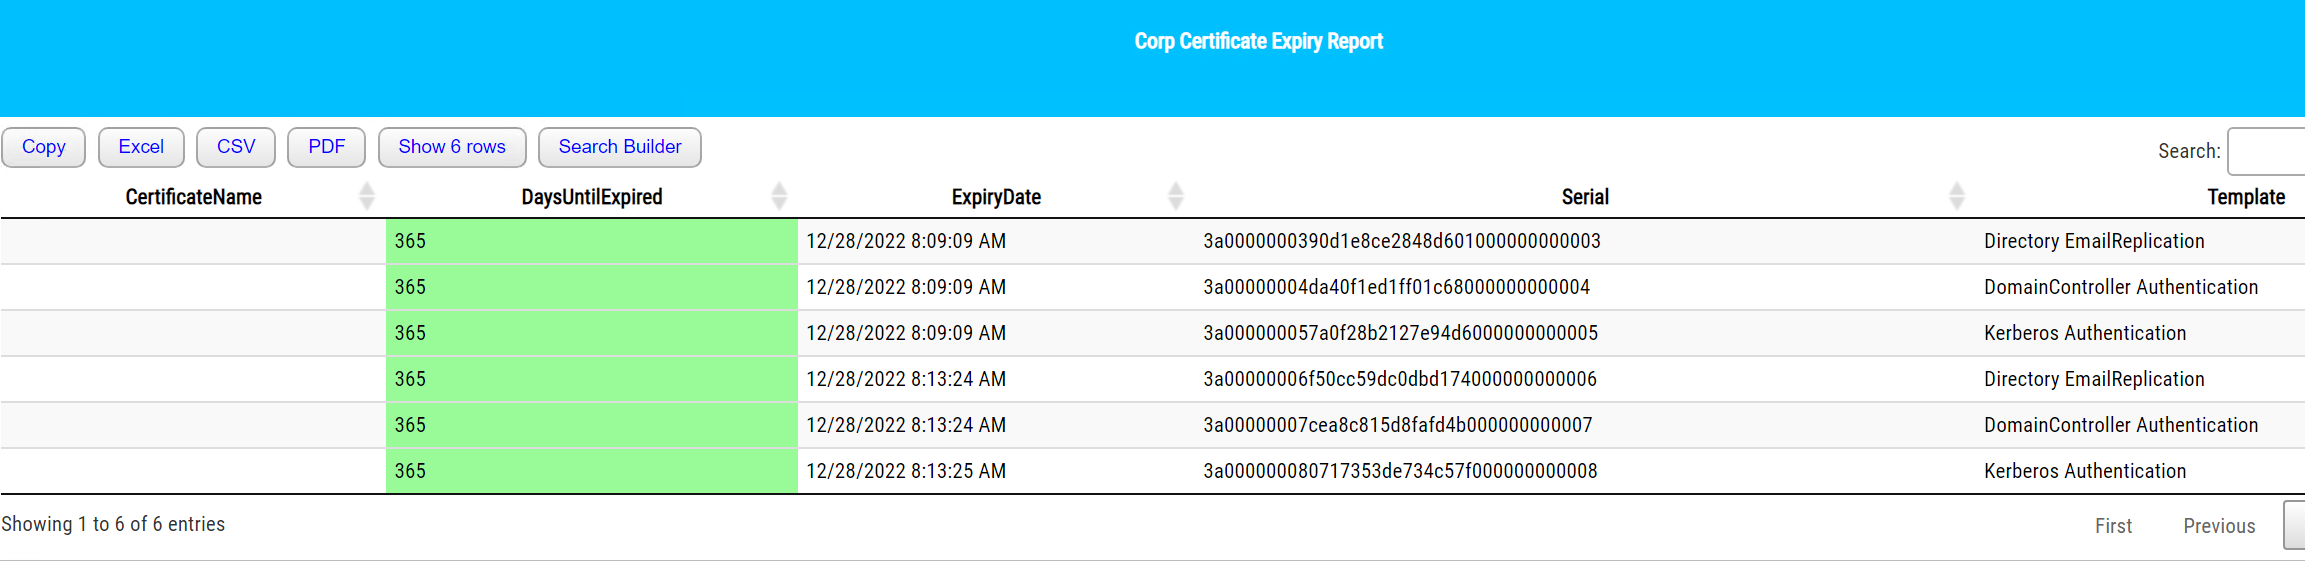 Corp Certificate Expiry Report
Copy Excel CSV PDF Show 6 rows Search Builder Search:
CertificateName DaysUntilExpired ExpiryDate Serial Template
365 12/28/2022 8:09:09 AM 3a0000000390d1e8ce2848d601000000000003 Directory EmailReplication
365 12/28/2022 8:09:09 AM 3a00000004da40f1ed1ff01c68000000000004 DomainController Authentication
365 12/28/2022 8:09:09 AM 3a000000057a0f28b2127e94d6000000000005 Kerberos Authentication
365 12/28/2022 8:13:24 AM 3a00000006f50cc59dc0dbd174000000000006 Directory EmailReplication
365 12/28/2022 8:13:24 AM 3a00000007cea8c815d8fafd4b000000000007 DomainController Authentication
365 12/28/2022 8:13:25 AM 3a000000080717353de734c57f000000000008 Kerberos Authentication
Showing 1 to 6 of 6 entries First Previous